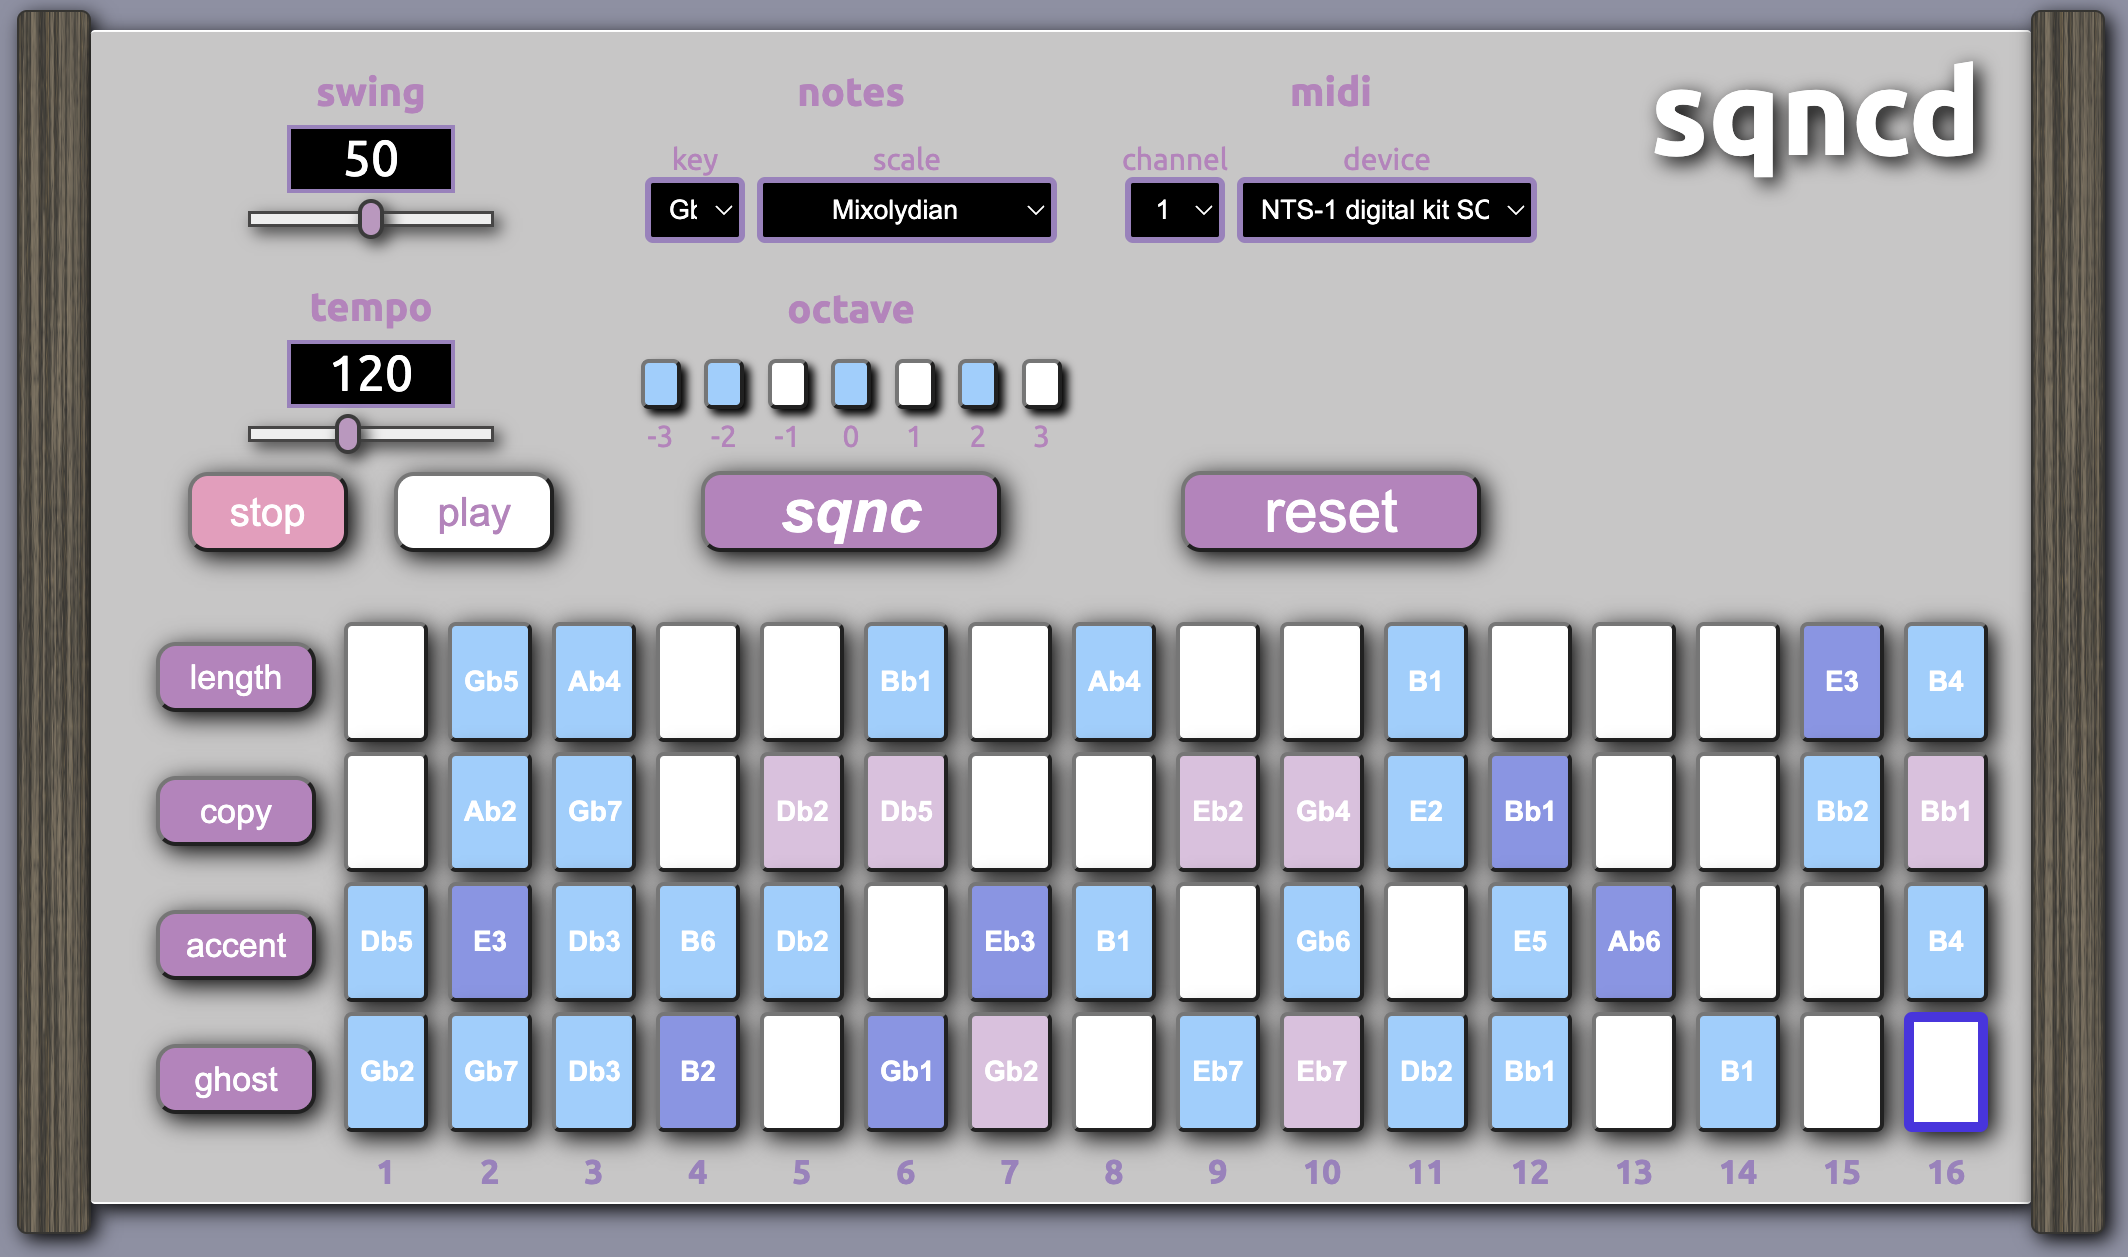 sqncd
swing
50
notes
key
scale
Gb
Mixolydian
midi
channel
device
1
NTS-1 digital kit SO
tempo
120
octave
-3 -2 -1 0 1 2 3
stop play sqnc reset
length Gb5 Ab4 Bb1 Ab4 B1 E3 B4
copy Ab2 Gb7 Db2 Db5 Eb2 Gb4 E2 Bb1 Bb2 Bb1
accent Db5 E3 Db3 B6 Db2 Eb3 B1 Gb6 E5 Ab6 B4
ghost Gb2 Gb7 Db3 B2 Gb1 Gb2 Eb7 Eb7 Db2 Bb1 B1
1 2 3 4 5 6 7 8 9 10 11 12 13 14 15 16